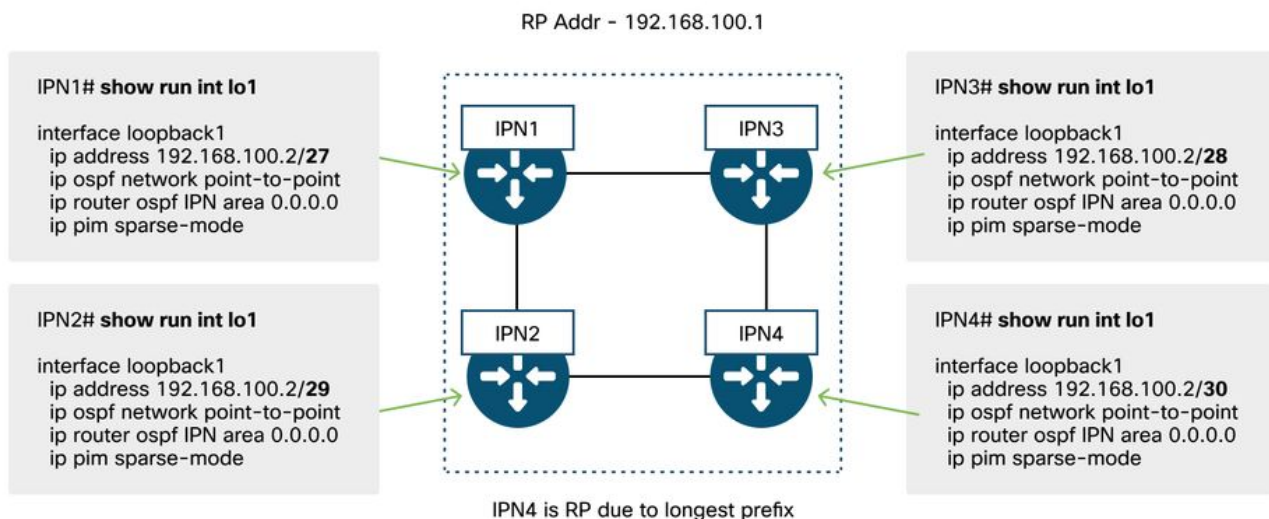 RP Addr - 192.168.100.1
IPN1# show run int lo1
interface loopback1
ip address 192.168.100.2/27
ip ospf network point-to-point
ip router ospf IPN area 0.0.0.0
ip pim sparse-mode
IPN2# show run int lo1
interface loopback1
ip address 192.168.100.2/29
ip ospf network point-to-point
ip router ospf IPN area 0.0.0.0
ip pim sparse-mode
IPN1
IPN3
IPN2
IPN4
IPN3# show run int lo1
interface loopback1
ip address 192.168.100.2/28
ip ospf network point-to-point
ip router ospf IPN area 0.0.0.0
ip pim sparse-mode
IPN4# show run int lo1
interface loopback1
ip address 192.168.100.2/30
ip ospf network point-to-point
ip router ospf IPN area 0.0.0.0
ip pim sparse-mode
IPN4 is RP due to longest prefix